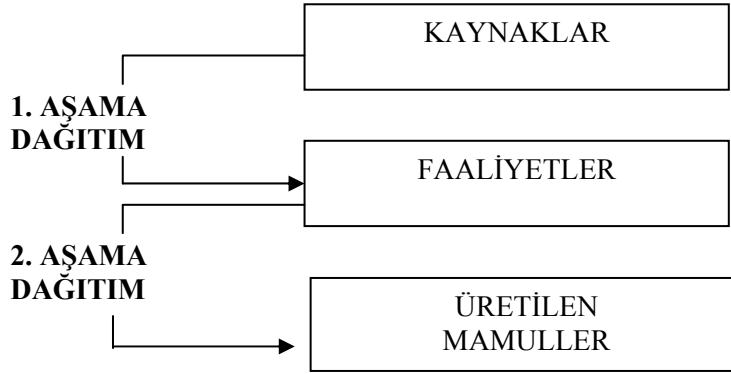 KAYNAKLAR
1. AŞAMA
DAĞITIM
FAALİYETLER
2. AŞAMA
DAĞITIM
ÜRETİLEN
MAMULLER